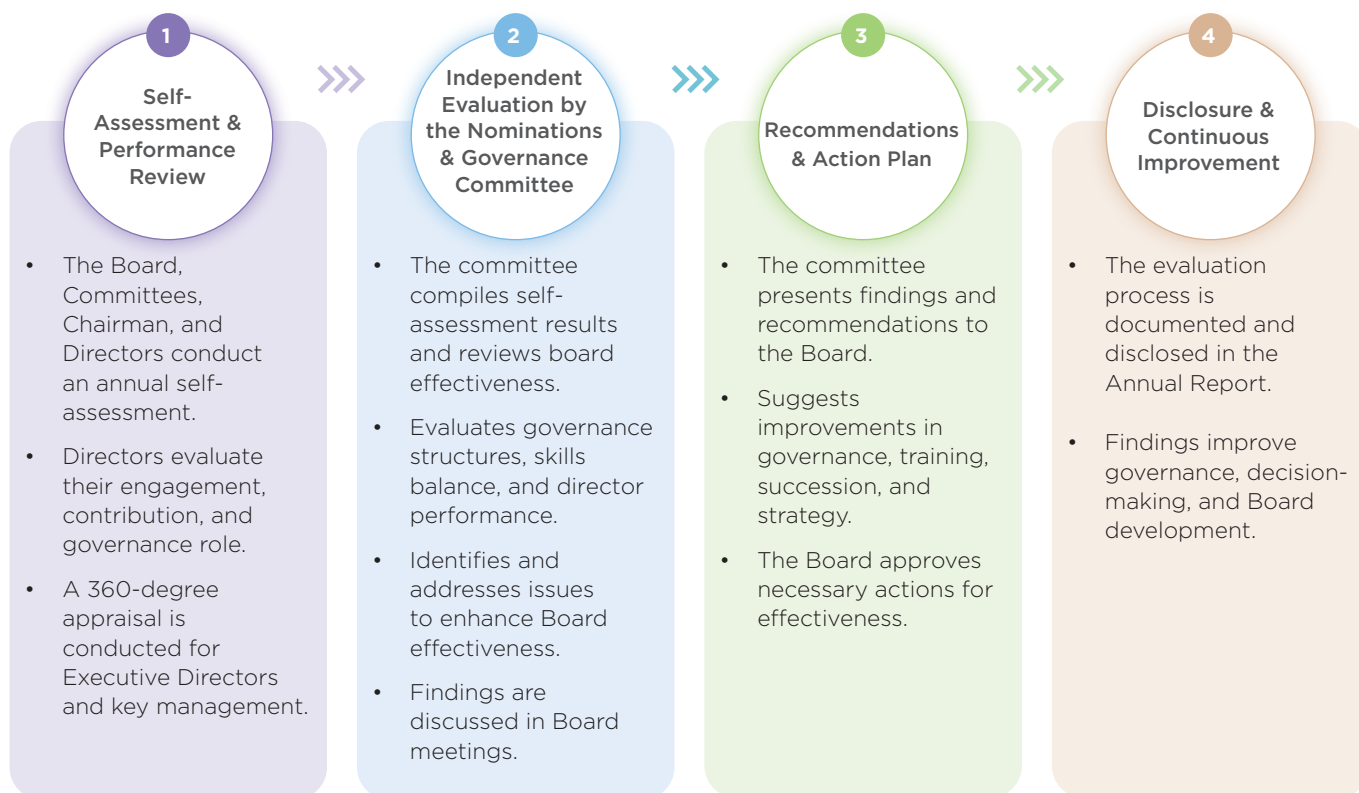 1
Self-
Assessment &
Performance
Review
• The Board,
Committees,
Chairman, and
Directors conduct
an annual self-
assessment.
• Directors evaluate
their engagement,
contribution, and
governance role.
• A 360-degree
appraisal is
conducted for
Executive Directors
and key management.
2
Independent
Evaluation by
the Nominations
& Governance
Committee
• The committee
compiles self-
assessment results
and reviews board
effectiveness.
• Evaluates governance
structures, skills
balance, and director
performance.
• Identifies and
addresses issues
to enhance Board
effectiveness.
• Findings are
discussed in Board
meetings.
3
Recommendations
& Action Plan
• The committee
presents findings and
recommendations to
the Board.
• Suggests
improvements in
governance, training,
succession, and
strategy.
• The Board approves
necessary actions for
effectiveness.
4
Disclosure &
Continuous
Improvement
• The evaluation
process is
documented and
disclosed in the
Annual Report.
• Findings improve
governance, decision-
making, and Board
development.